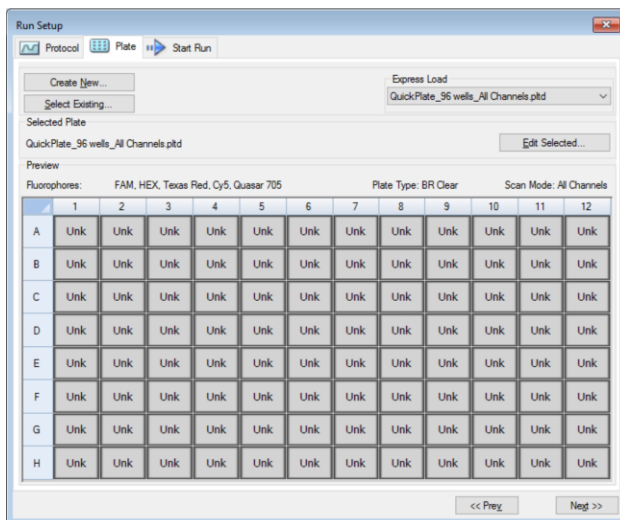 Run Setup
Protocol Plate Start Run
Create New...
Express Load
QuickPlate_96 wells_All Channels.pltd
Select Existing...
Selected Plate
QuickPlate_96 wells_All Channels.pltd Edit Selected...
Preview
Fluorophores: FAM, HEX, Texas Red, Cy5, Quasar 705 Plate Type: BR Clear Scan Mode: All Channels
1 2 3 4 5 6 7 8 9 10 11 12
A Unk Unk Unk Unk Unk Unk Unk Unk Unk Unk Unk Unk
B Unk Unk Unk Unk Unk Unk Unk Unk Unk Unk Unk Unk
C Unk Unk Unk Unk Unk Unk Unk Unk Unk Unk Unk Unk
D Unk Unk Unk Unk Unk Unk Unk Unk Unk Unk Unk Unk
E Unk Unk Unk Unk Unk Unk Unk Unk Unk Unk Unk Unk
F Unk Unk Unk Unk Unk Unk Unk Unk Unk Unk Unk Unk
G Unk Unk Unk Unk Unk Unk Unk Unk Unk Unk Unk Unk
H Unk Unk Unk Unk Unk Unk Unk Unk Unk Unk Unk Unk
<< Prev Next >>